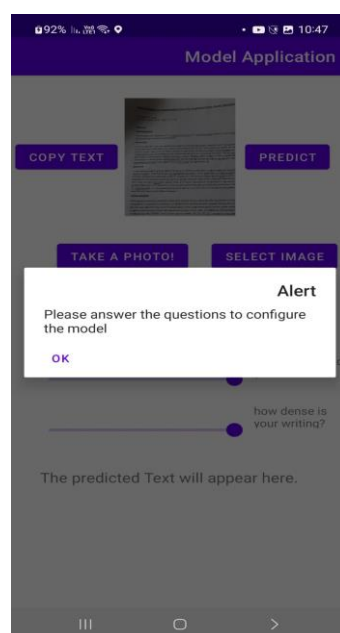 92% 10:47
Model Application
COPY TEXT
PREDICT
TAKE A PHOTO!
SELECT IMAGE
Alert
Please answer the questions to configure
the model
OK
how dense is
your writing?
The predicted Text will appear here.